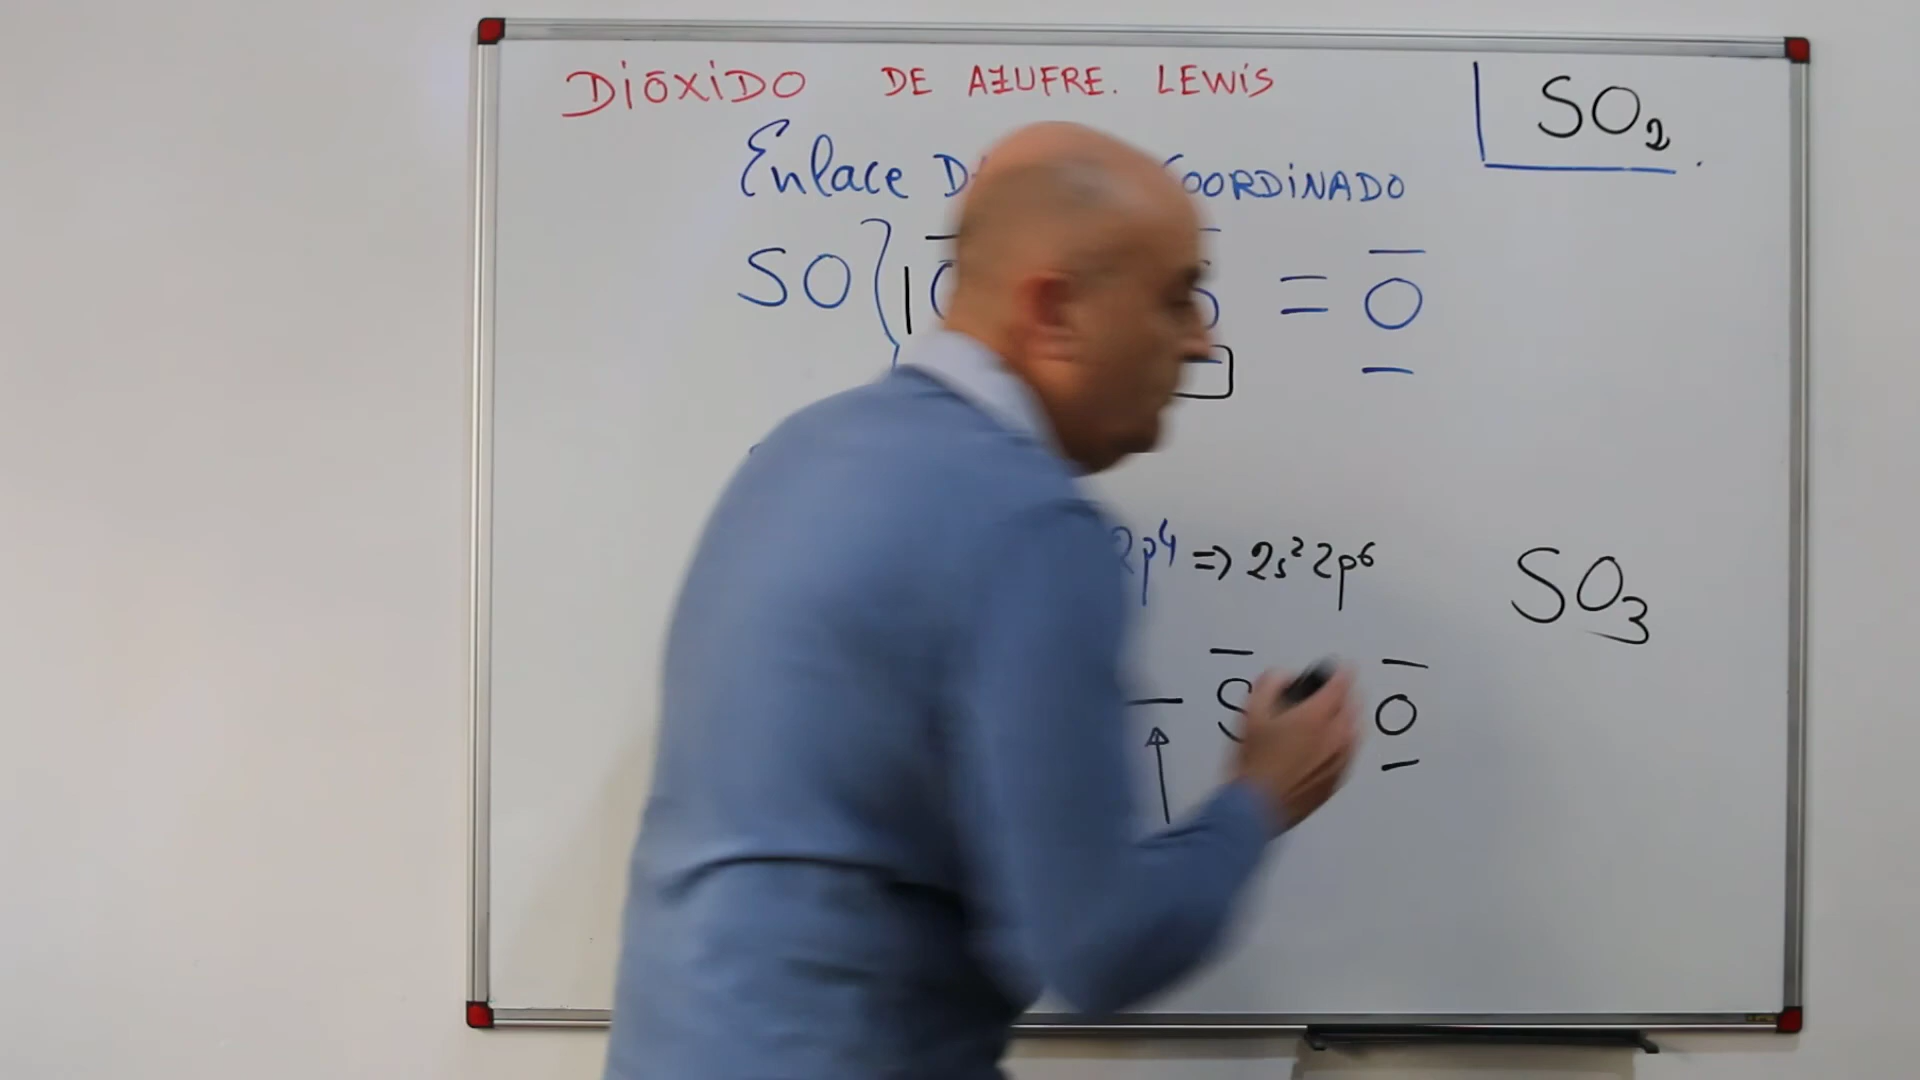 DiÓXiDO DE AZUFRE. LEWiS
SO₂
Enlace COORDiNADO
SO { = O
2p⁴ => 2s² 2p⁶
SO₃
— S O